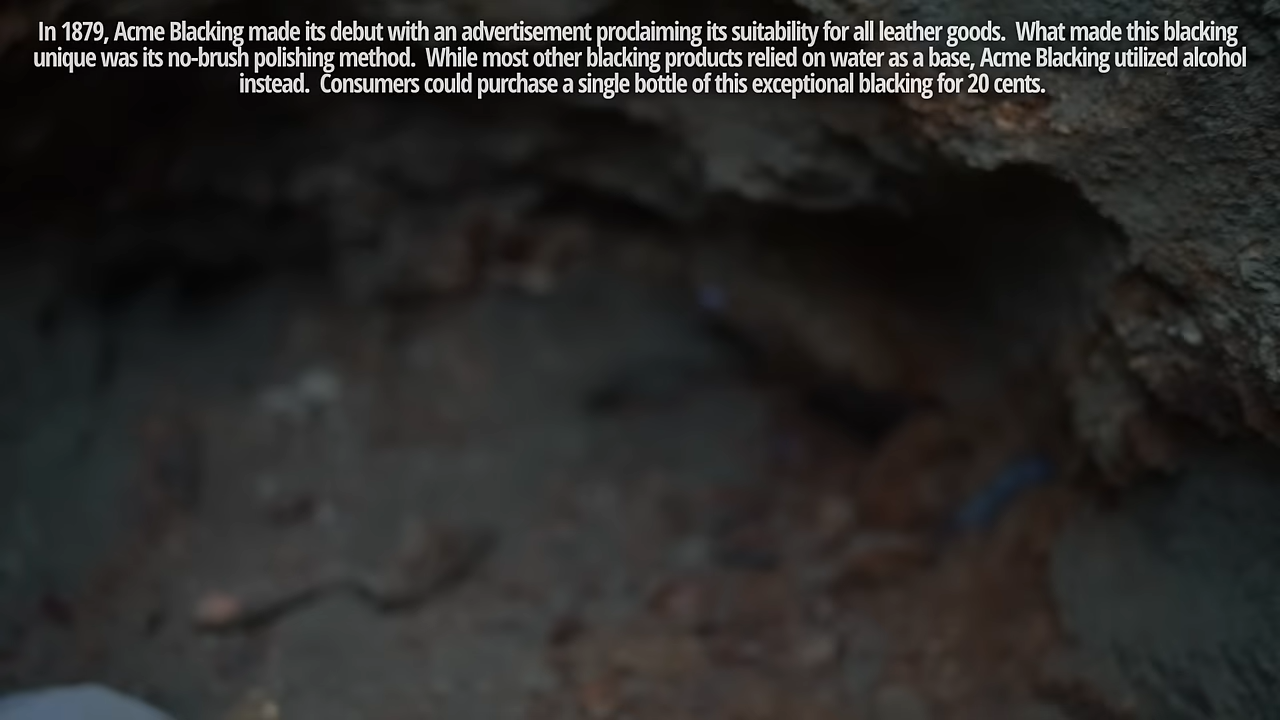 In 1879, Acme Blacking made its debut with an advertisement proclaiming its suitability for all leather goods.  What made this blacking
unique was its no-brush polishing method.  While most other blacking products relied on water as a base, Acme Blacking utilized alcohol
instead.  Consumers could purchase a single bottle of this exceptional blacking for 20 cents.